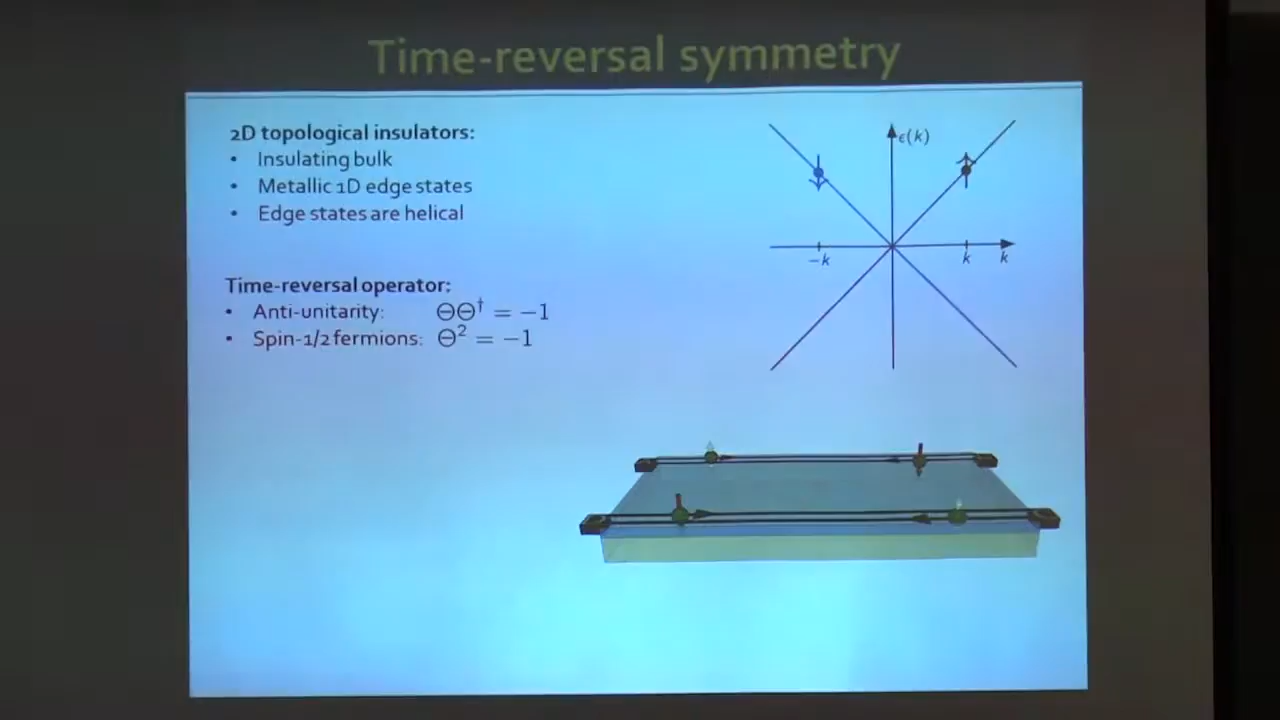 Time-reversal symmetry
2D topological insulators:
• Insulating bulk
• Metallic 1D edge states
• Edge states are helical
Time-reversal operator:
• Anti-unitarity: ΘΘ† = −1
• Spin-1/2 fermions: Θ² = −1
ϵ(k)
−k k k